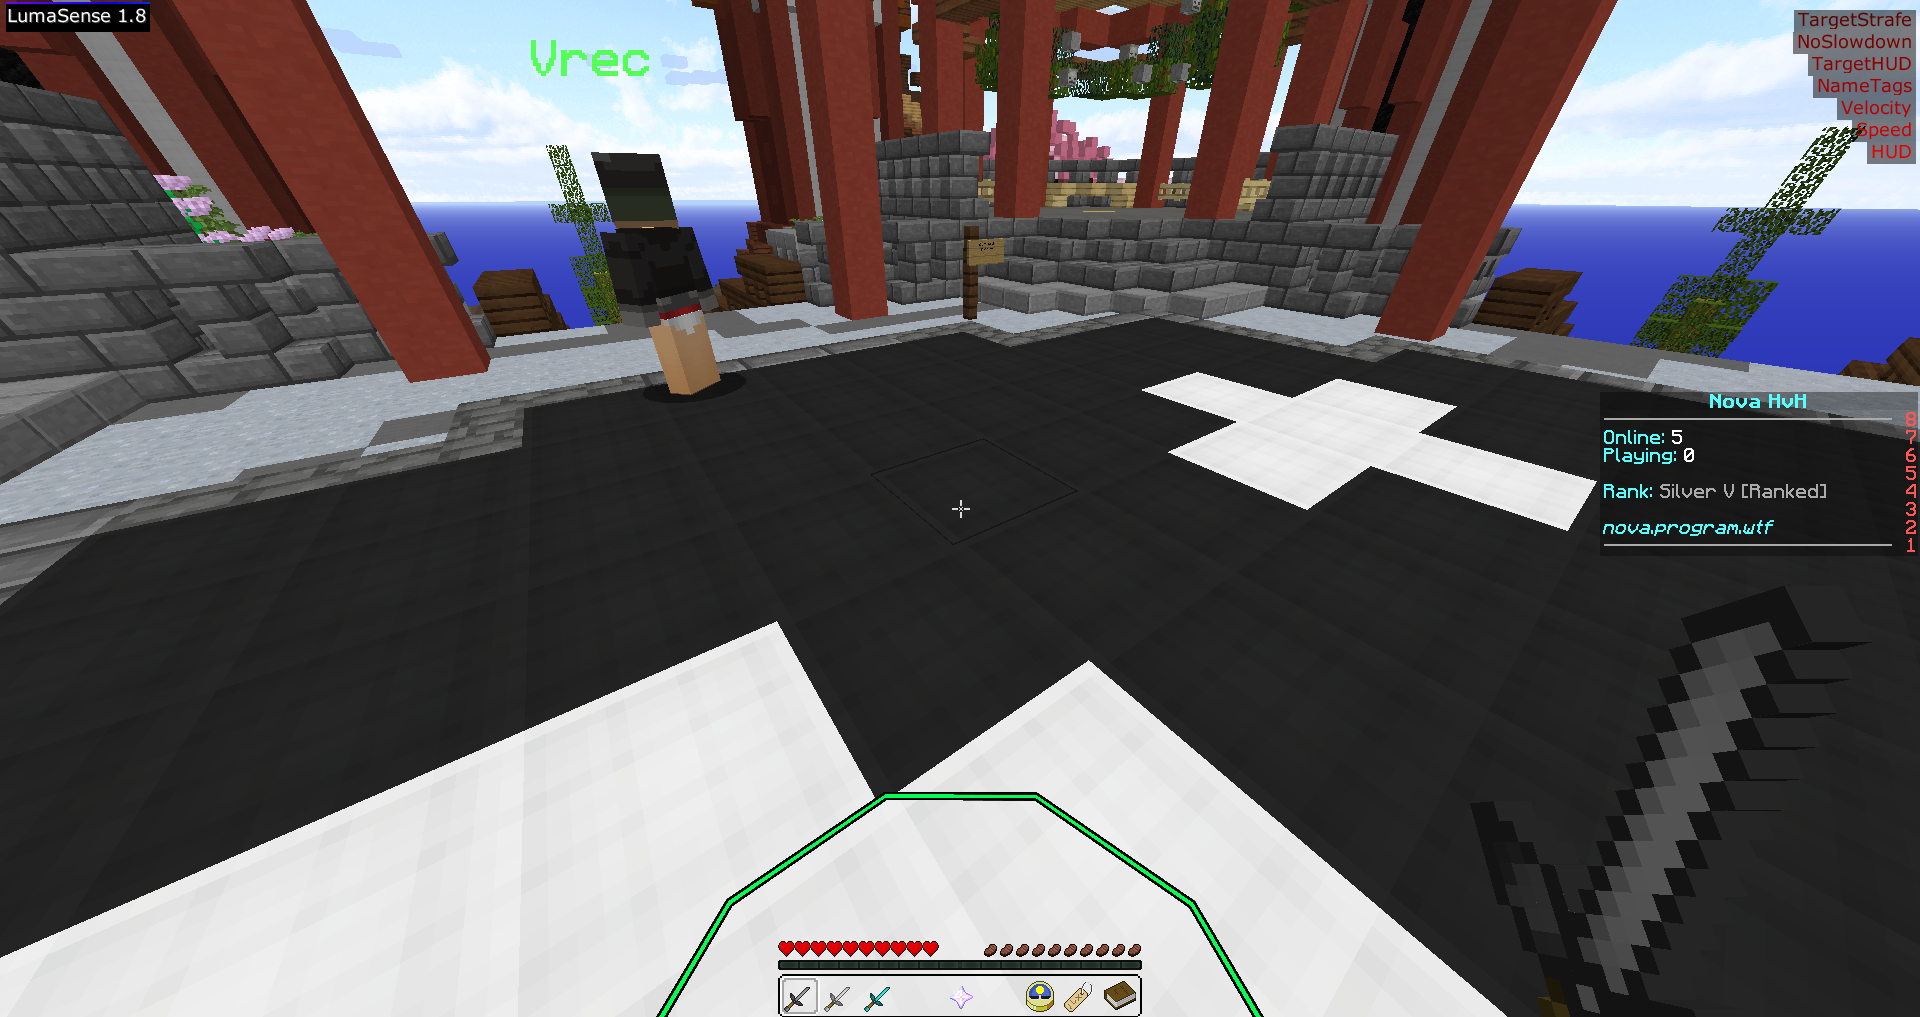 LumaSense 1.8
Vrec
TargetStrafe
NoSlowdown
TargetHUD
NameTags
Velocity
Speed
HUD
Nova HvH
8
Online: 5 7
Playing: 0 6
5
Rank: Silver V [Ranked] 4
3
nova.program.wtf 2
1